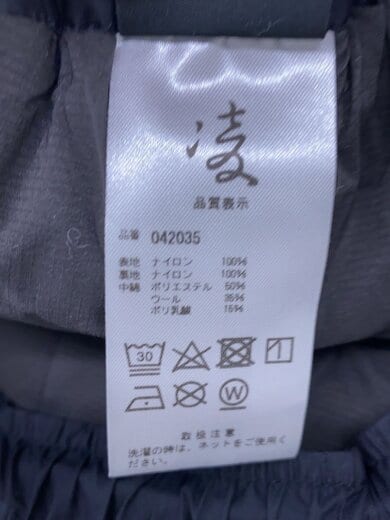 凌
品質表示
品番 042035
表地 ナイロン 100%
裏地 ナイロン 100%
中綿 ポリエステル 50%
ウール 35%
ポリ乳酸 15%
30
W
取扱注意
洗濯の時は、ネットをご使用く
ださい。